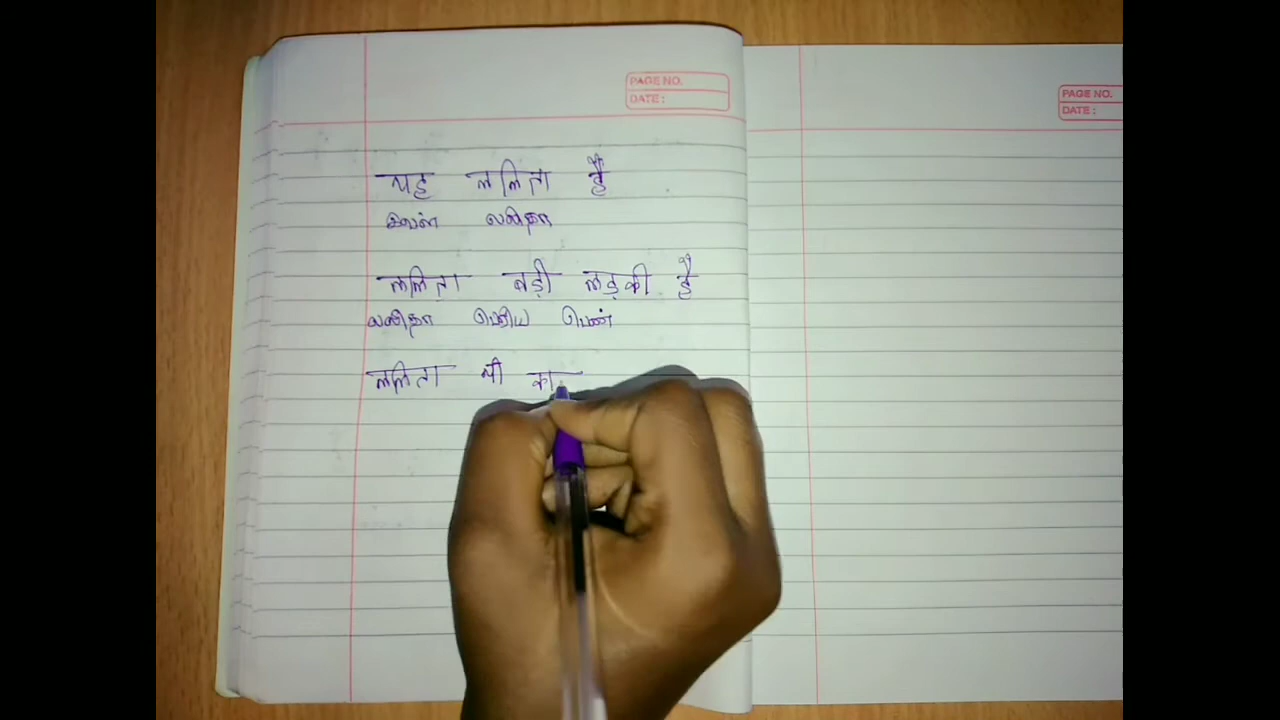 PAGE NO.
DATE :
यह ललिता है
இவள் லலிதா
ललिता बड़ी लड़की है
லலிதா பெரிய பெண்
ललिता पी का
PAGE NO.
DATE :